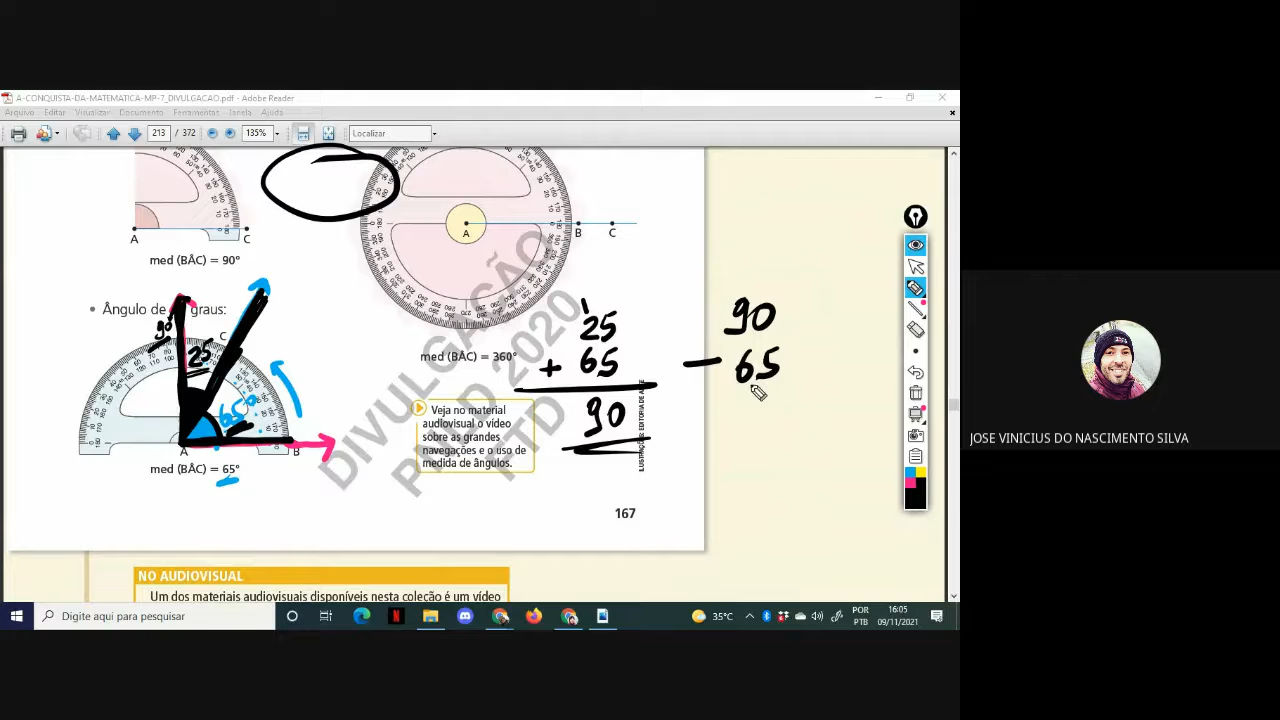 A-CONQUISTA-DA-MATEMATICA-MP-7_DIVULGACAO.pdf - Adobe Reader
Arquivo Editar Visualizar Documento Ferramentas Janela Ajuda
213 / 372 135% Localizar
A C
med (BÂC) = 90°
A B C
med (BÂC) = 360°
• Ângulo de graus:
90
25
65°
C
A B
med (BÂC) = 65°
1
25
+ 65
90
90
- 65
Veja no material
audiovisual o vídeo
sobre as grandes
navegações e o uso de
medida de ângulos.
ILUSTRAÇÕES: EDITORIA DE ARTE
DIVULGAÇÃO
PNLD 2020
FTD
167
NO AUDIOVISUAL
Um dos materiais audiovisuais disponíveis nesta coleção é um vídeo
JOSE VINICIUS DO NASCIMENTO SILVA
Digite aqui para pesquisar
35°C
POR
PTB
16:05
09/11/2021